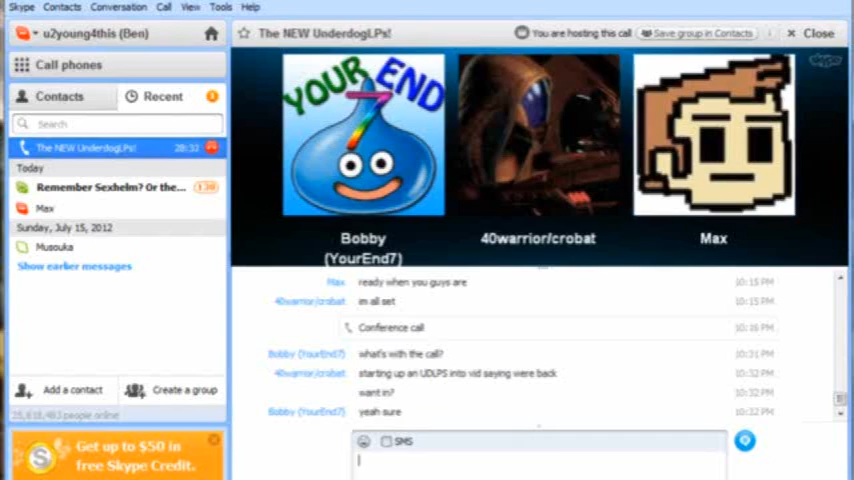 Skype Contacts Conversation Call View Tools Help
u2young4this (Ben)
Call phones
Contacts
Recent
Search
The NEW UnderdogLPs! 28:33
Today
Remember Sexhelm? Or the... 130
Max
Sunday, July 15, 2012
Musouka
Show earlier messages
Add a contact Create a group
people online
Get up to $50 in
free Skype Credit.
The NEW UnderdogLPs! You are hosting this call Save group in Contacts Close
skype
YOUR END
7
Bobby
(YourEnd7)
40warrior/crobat
Max
Max ready when you guys are 10:15 PM
40warrior/crobat im all set 10:15 PM
Conference call 10:16 PM
Bobby (YourEnd7) what's with the call? 10:31 PM
40warrior/crobat starting up an UDLPS into vid saying were back 10:32 PM
want in? 10:32 PM
Bobby (YourEnd7) yeah sure 10:32 PM
SMS